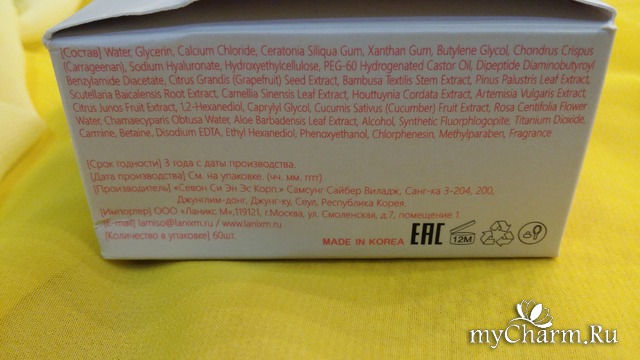 [Состав] Water, Glycerin, Calcium Chloride, Ceratonia Siliqua Gum, Xanthan Gum, Butylene Glycol, Chondrus Crispus
(Carrageenan), Sodium Hyaluronate, Hydroxyethylcellulose, PEG-60 Hydrogenated Castor Oil, Dipeptide Diaminobutyroyl
Benzylamide Diacetate, Citrus Grandis (Grapefruit) Seed Extract, Bambusa Textilis Stem Extract, Pinus Palustris Leaf Extract,
Scutellaria Baicalensis Root Extract, Camellia Sinensis Leaf Extract, Houttuynia Cordata Extract, Artemisia Vulgaris Extract,
Citrus Junos Fruit Extract, 1,2-Hexanediol, Caprylyl Glycol, Cucumis Sativus (Cucumber) Fruit Extract, Rosa Centifolia Flower
Water, Chamaecyparis Obtusa Water, Aloe Barbadensis Leaf Extract, Alcohol, Synthetic Fluorphlogopite, Titanium Dioxide,
Carmine, Betaine, Disodium EDTA, Ethyl Hexanediol, Phenoxyethanol, Chlorphenesin, Methylparaben, Fragrance
[Срок годности] 3 года с даты производства.
[Дата производства] См. на упаковке. (чч. мм, гггг)
[Производитель] «Севон Си Эн Эс Корп.» Самсунг Сайбер Виладж, Санг-ка 3-204, 200,
Джунглим-донг, Джунг-ку, Сеул, Республика Корея.
[Импортер] ООО «Ланикс М»,119121, г.Москва, ул. Смоленская, д.7, помещение 1.
[E-mail] lamiso@lanixm.ru / www.lanixm.ru
[Количество в упаковке] 60шт.
MADE IN KOREA
EAC
12M
myCharm.Ru